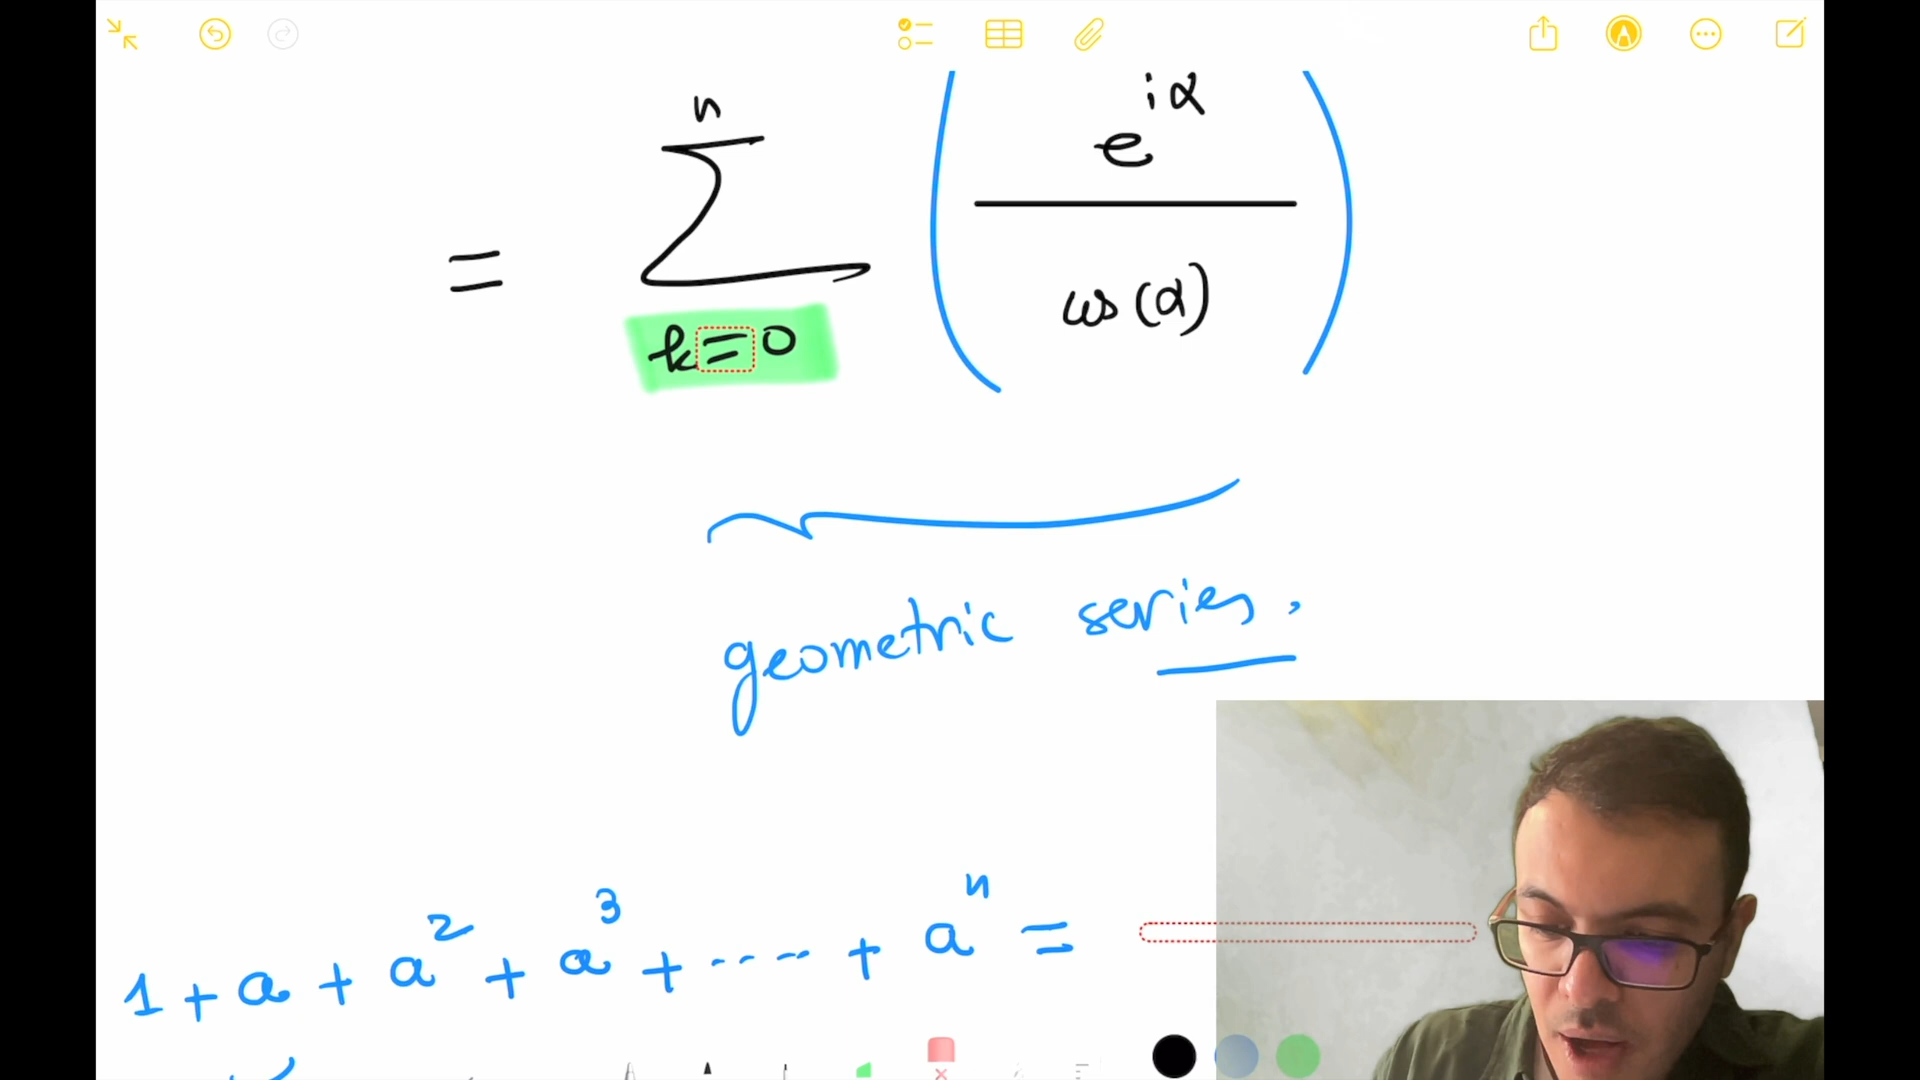 n
= ∑ ( e^{iα} / cos(α) )
k=0
geometric series.
1 + a + a² + a³ + ---- + aⁿ =